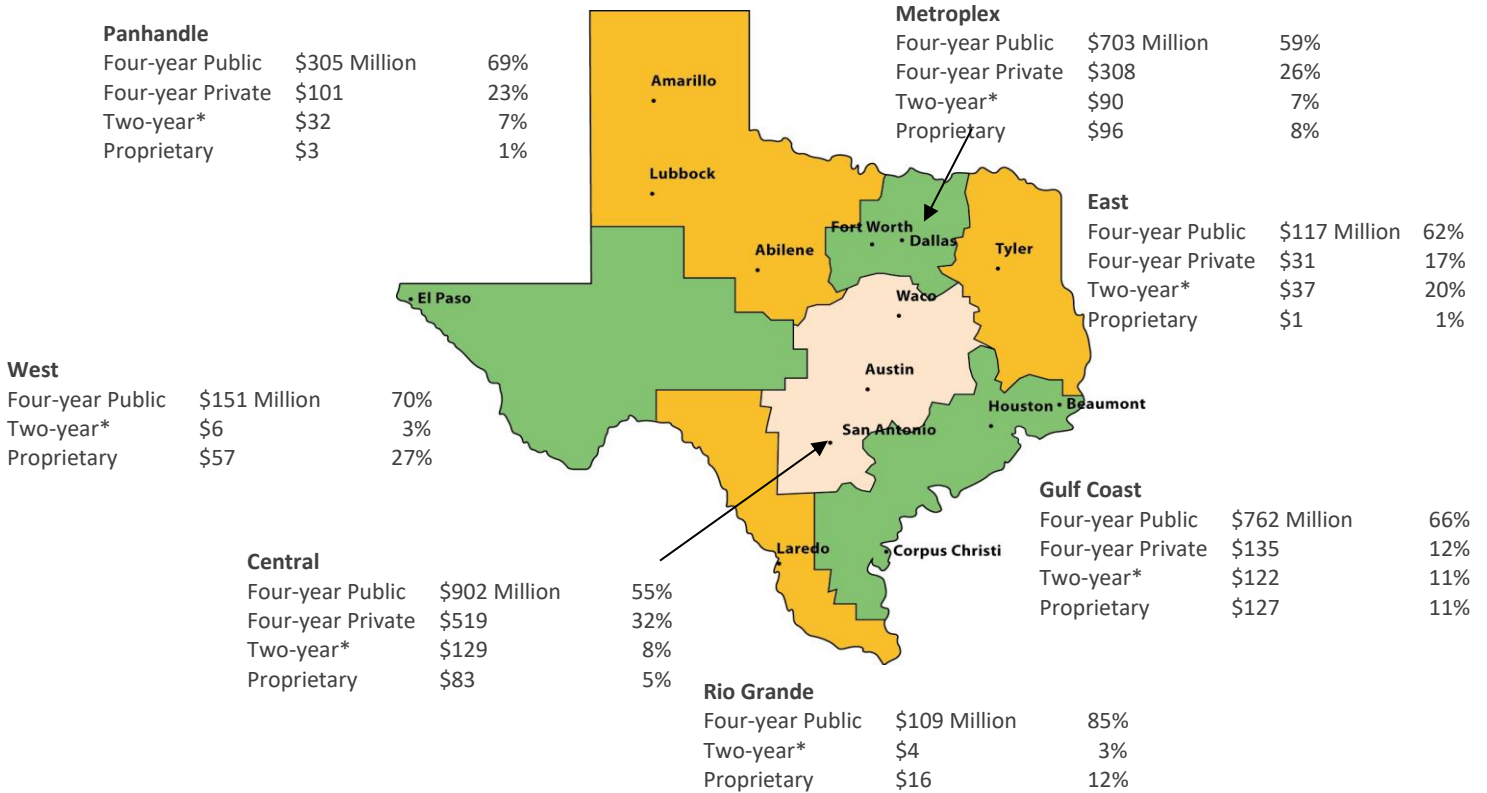 Panhandle
Four-year Public $305 Million 69%
Four-year Private $101 23%
Two-year* $32 7%
Proprietary $3 1%
Metroplex
Four-year Public $703 Million 59%
Four-year Private $308 26%
Two-year* $90 7%
Proprietary $96 8%
Amarillo
Lubbock
Abilene
Fort Worth
Dallas
Tyler
East
Four-year Public $117 Million 62%
Four-year Private $31 17%
Two-year* $37 20%
Proprietary $1 1%
El Paso
Waco
Austin
San Antonio
Houston
Beaumont
West
Four-year Public $151 Million 70%
Two-year* $6 3%
Proprietary $57 27%
Gulf Coast
Four-year Public $762 Million 66%
Four-year Private $135 12%
Two-year* $122 11%
Proprietary $127 11%
Laredo
Corpus Christi
Central
Four-year Public $902 Million 55%
Four-year Private $519 32%
Two-year* $129 8%
Proprietary $83 5%
Rio Grande
Four-year Public $109 Million 85%
Two-year* $4 3%
Proprietary $16 12%